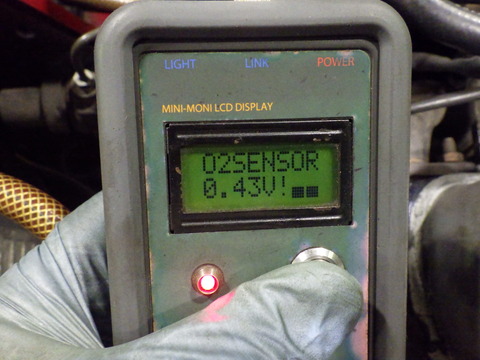 LIGHT LINK POWER
MINI-MONI LCD DISPLAY
O2SENSOR
0.43V!